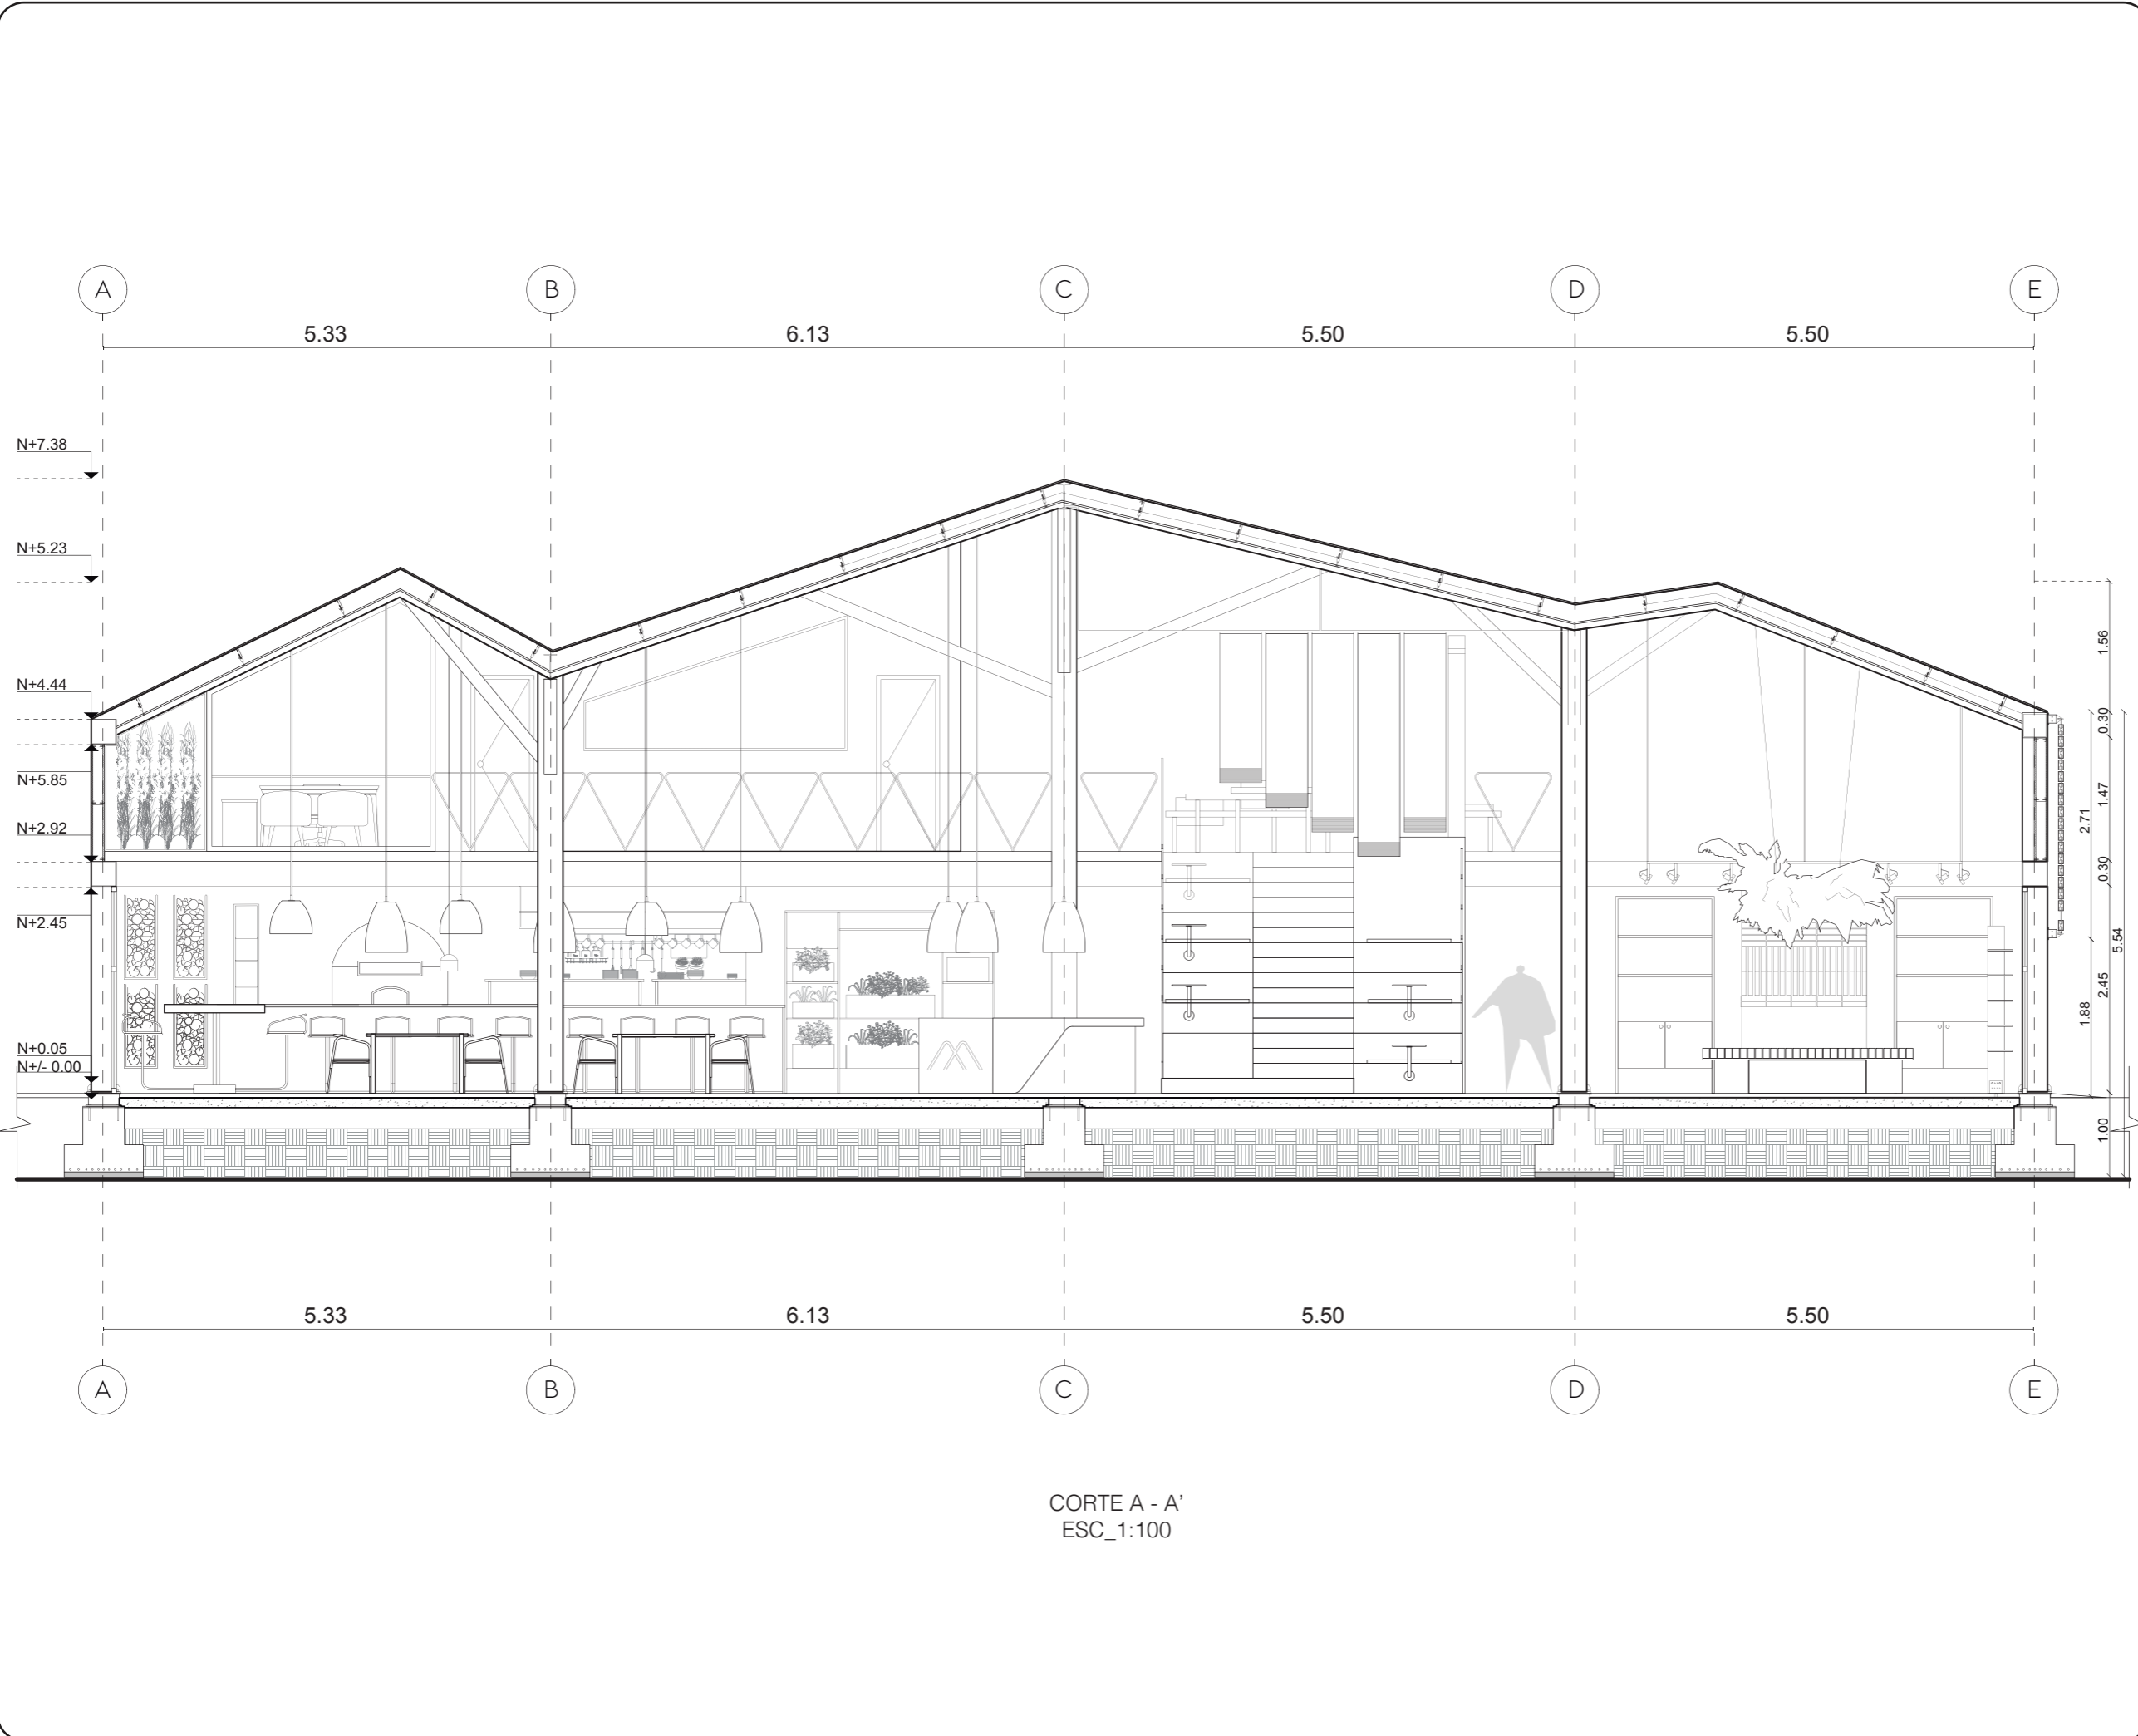 A B C D E
5.33 6.13 5.50 5.50
N+7.38
N+5.23
N+4.44
N+5.85
N+2.92
N+2.45
N+0.05
N+/- 0.00
1.56
0.30
1.47
2.71
0.30
5.54
2.45
1.88
1.00
5.33 6.13 5.50 5.50
A B C D E
CORTE A - A’
ESC_1:100